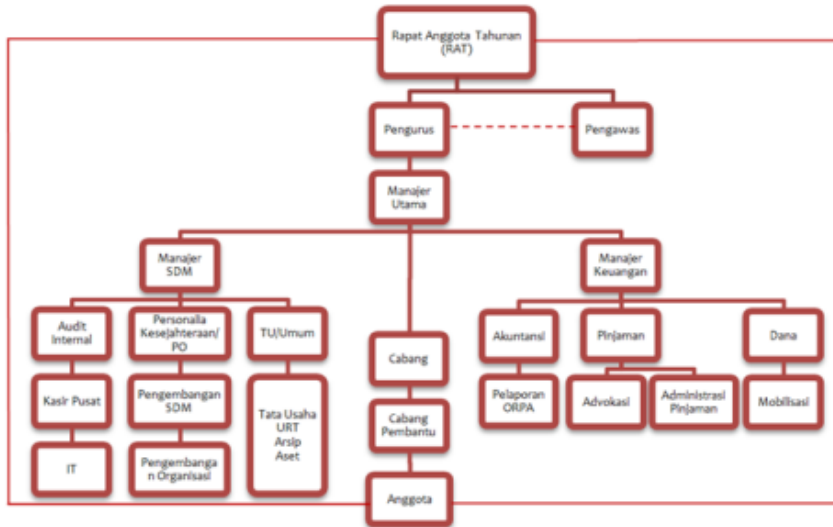 Rapat Anggota Tahunan
(RAT)
Pengurus
Pengawas
Manajer
Utama
Manajer
SDM
Manajer
Keuangan
Audit
Internal
Personalia
Kesejahteraan/
PO
TU/Umum
Cabang
Akuntansi
Pinjaman
Dana
Kasir Pusat
Pengembangan
SDM
Tata Usaha
URT
Arsip
Aset
Cabang
Pembantu
Pelaporan
ORPA
Advokasi
Administrasi
Pinjaman
Mobilisasi
IT
Pengembanga
n Organisasi
Anggota